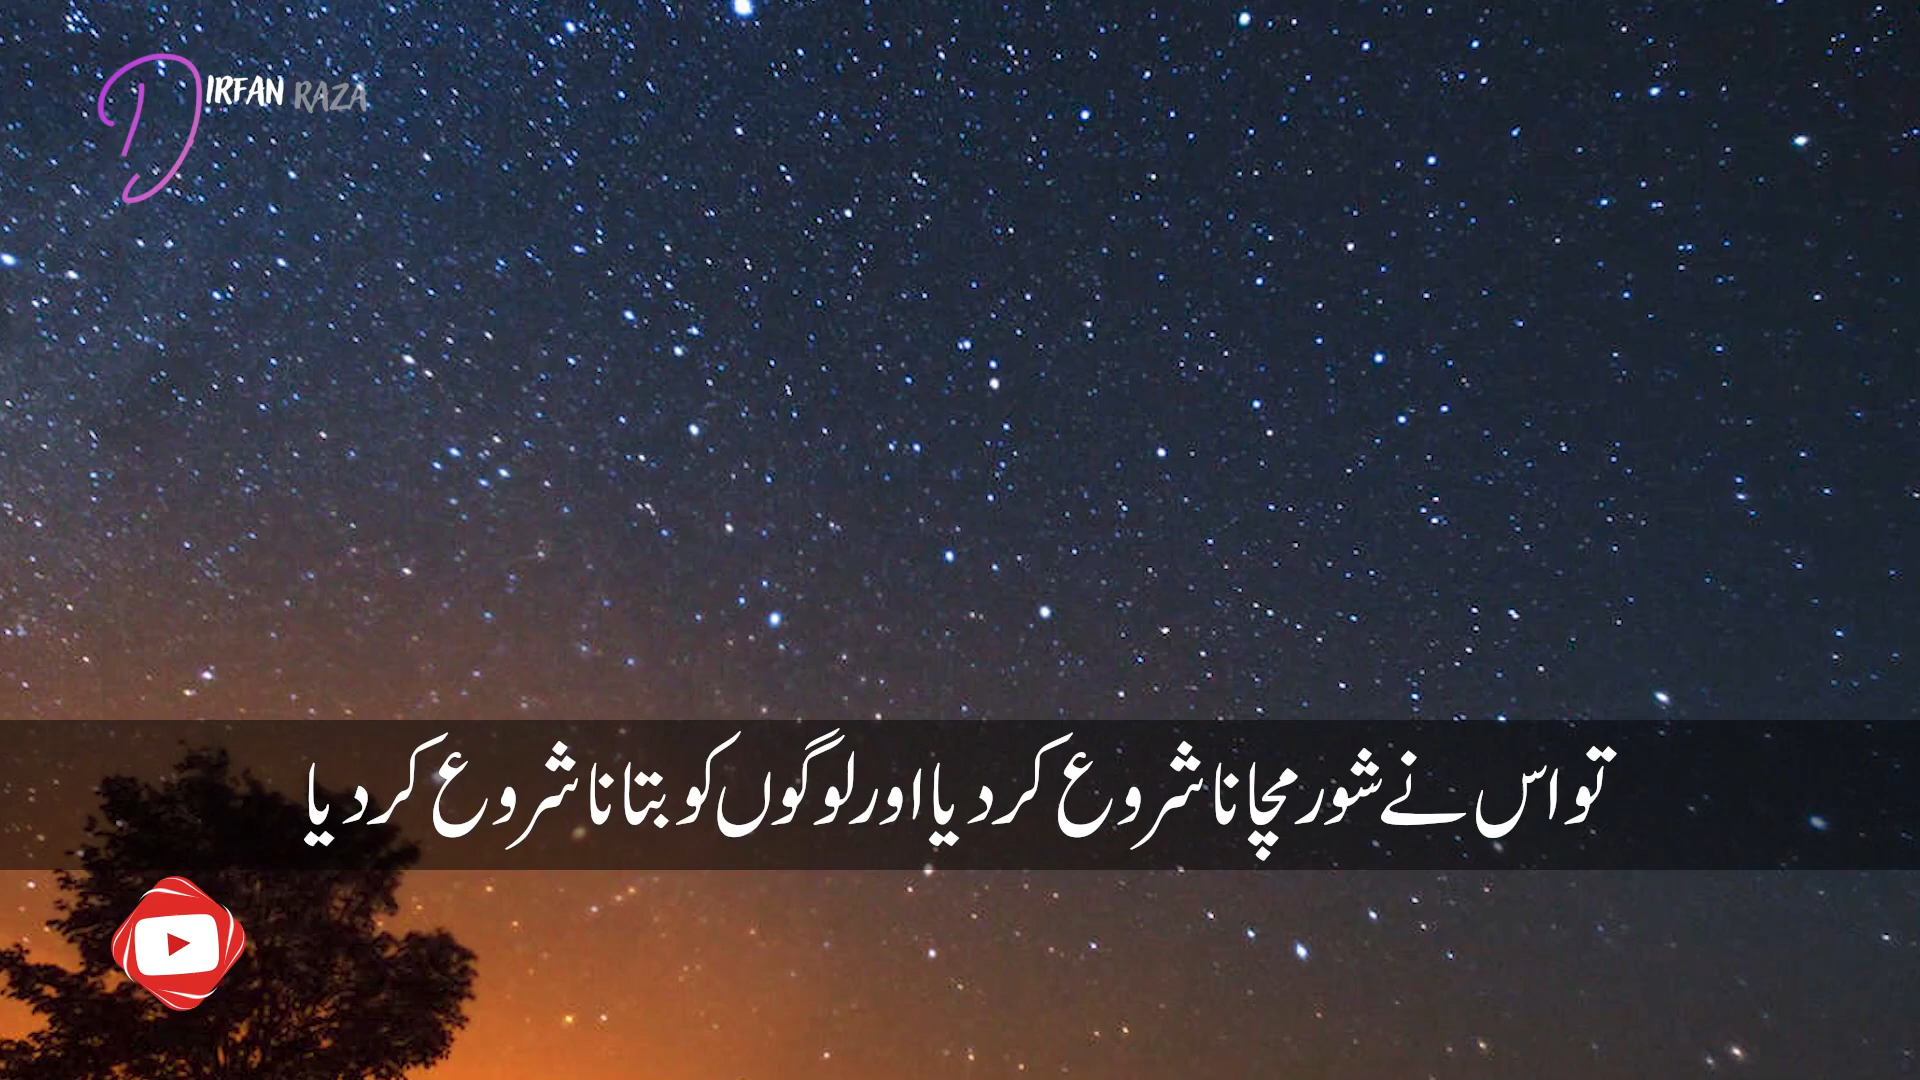 IRFAN RAZA
تو اس نے شور مچانا شروع کر دیا اور لوگوں کو بتانا شروع کر دیا